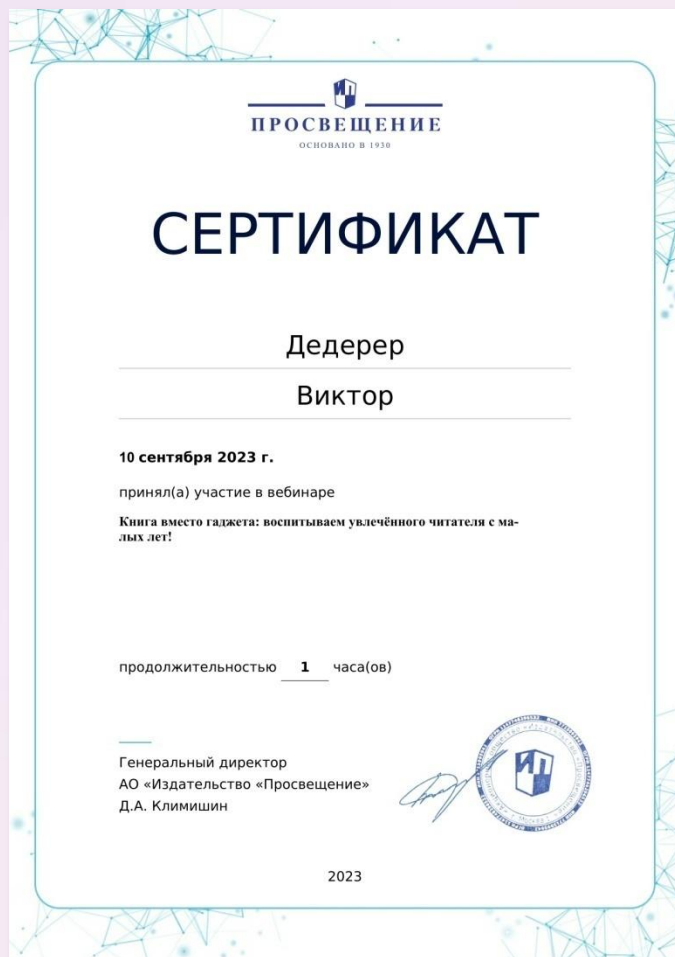 ПРОСВЕЩЕНИЕ
ОСНОВАНО В 1930
СЕРТИФИКАТ
Дедерер
Виктор
10 сентября 2023 г.
принял(а) участие в вебинаре
Книга вместо гаджета: воспитываем увлечённого читателя с ма-
лых лет!
продолжительностью 1 часа(ов)
Генеральный директор
АО «Издательство «Просвещение»
Д.А. Климишин
2023